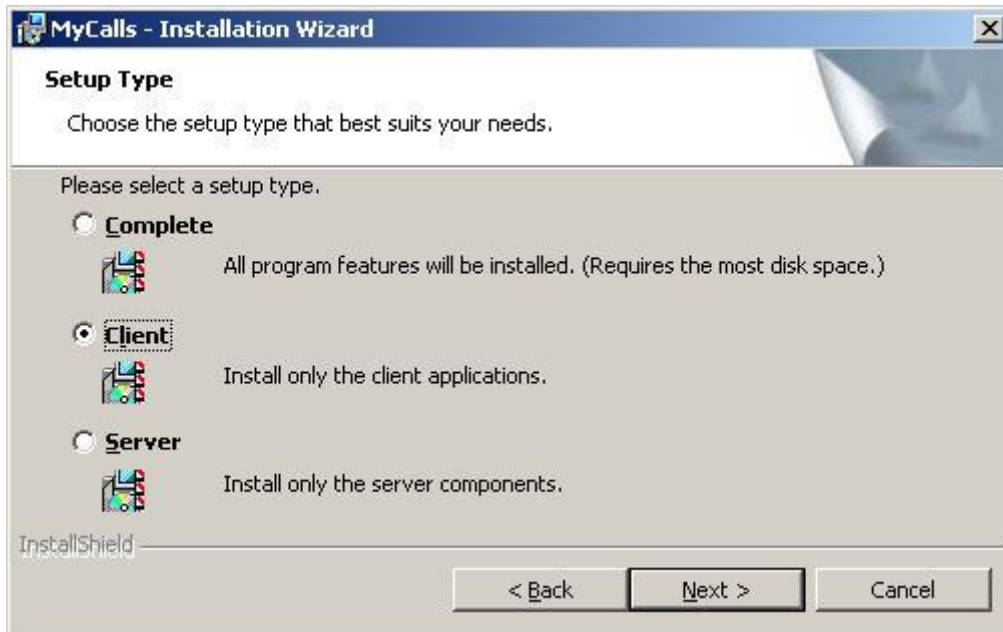 MyCalls - Installation Wizard
Setup Type
Choose the setup type that best suits your needs.
Please select a setup type.
Complete
All program features will be installed. (Requires the most disk space.)
Client
Install only the client applications.
Server
Install only the server components.
InstallShield
< Back Next > Cancel